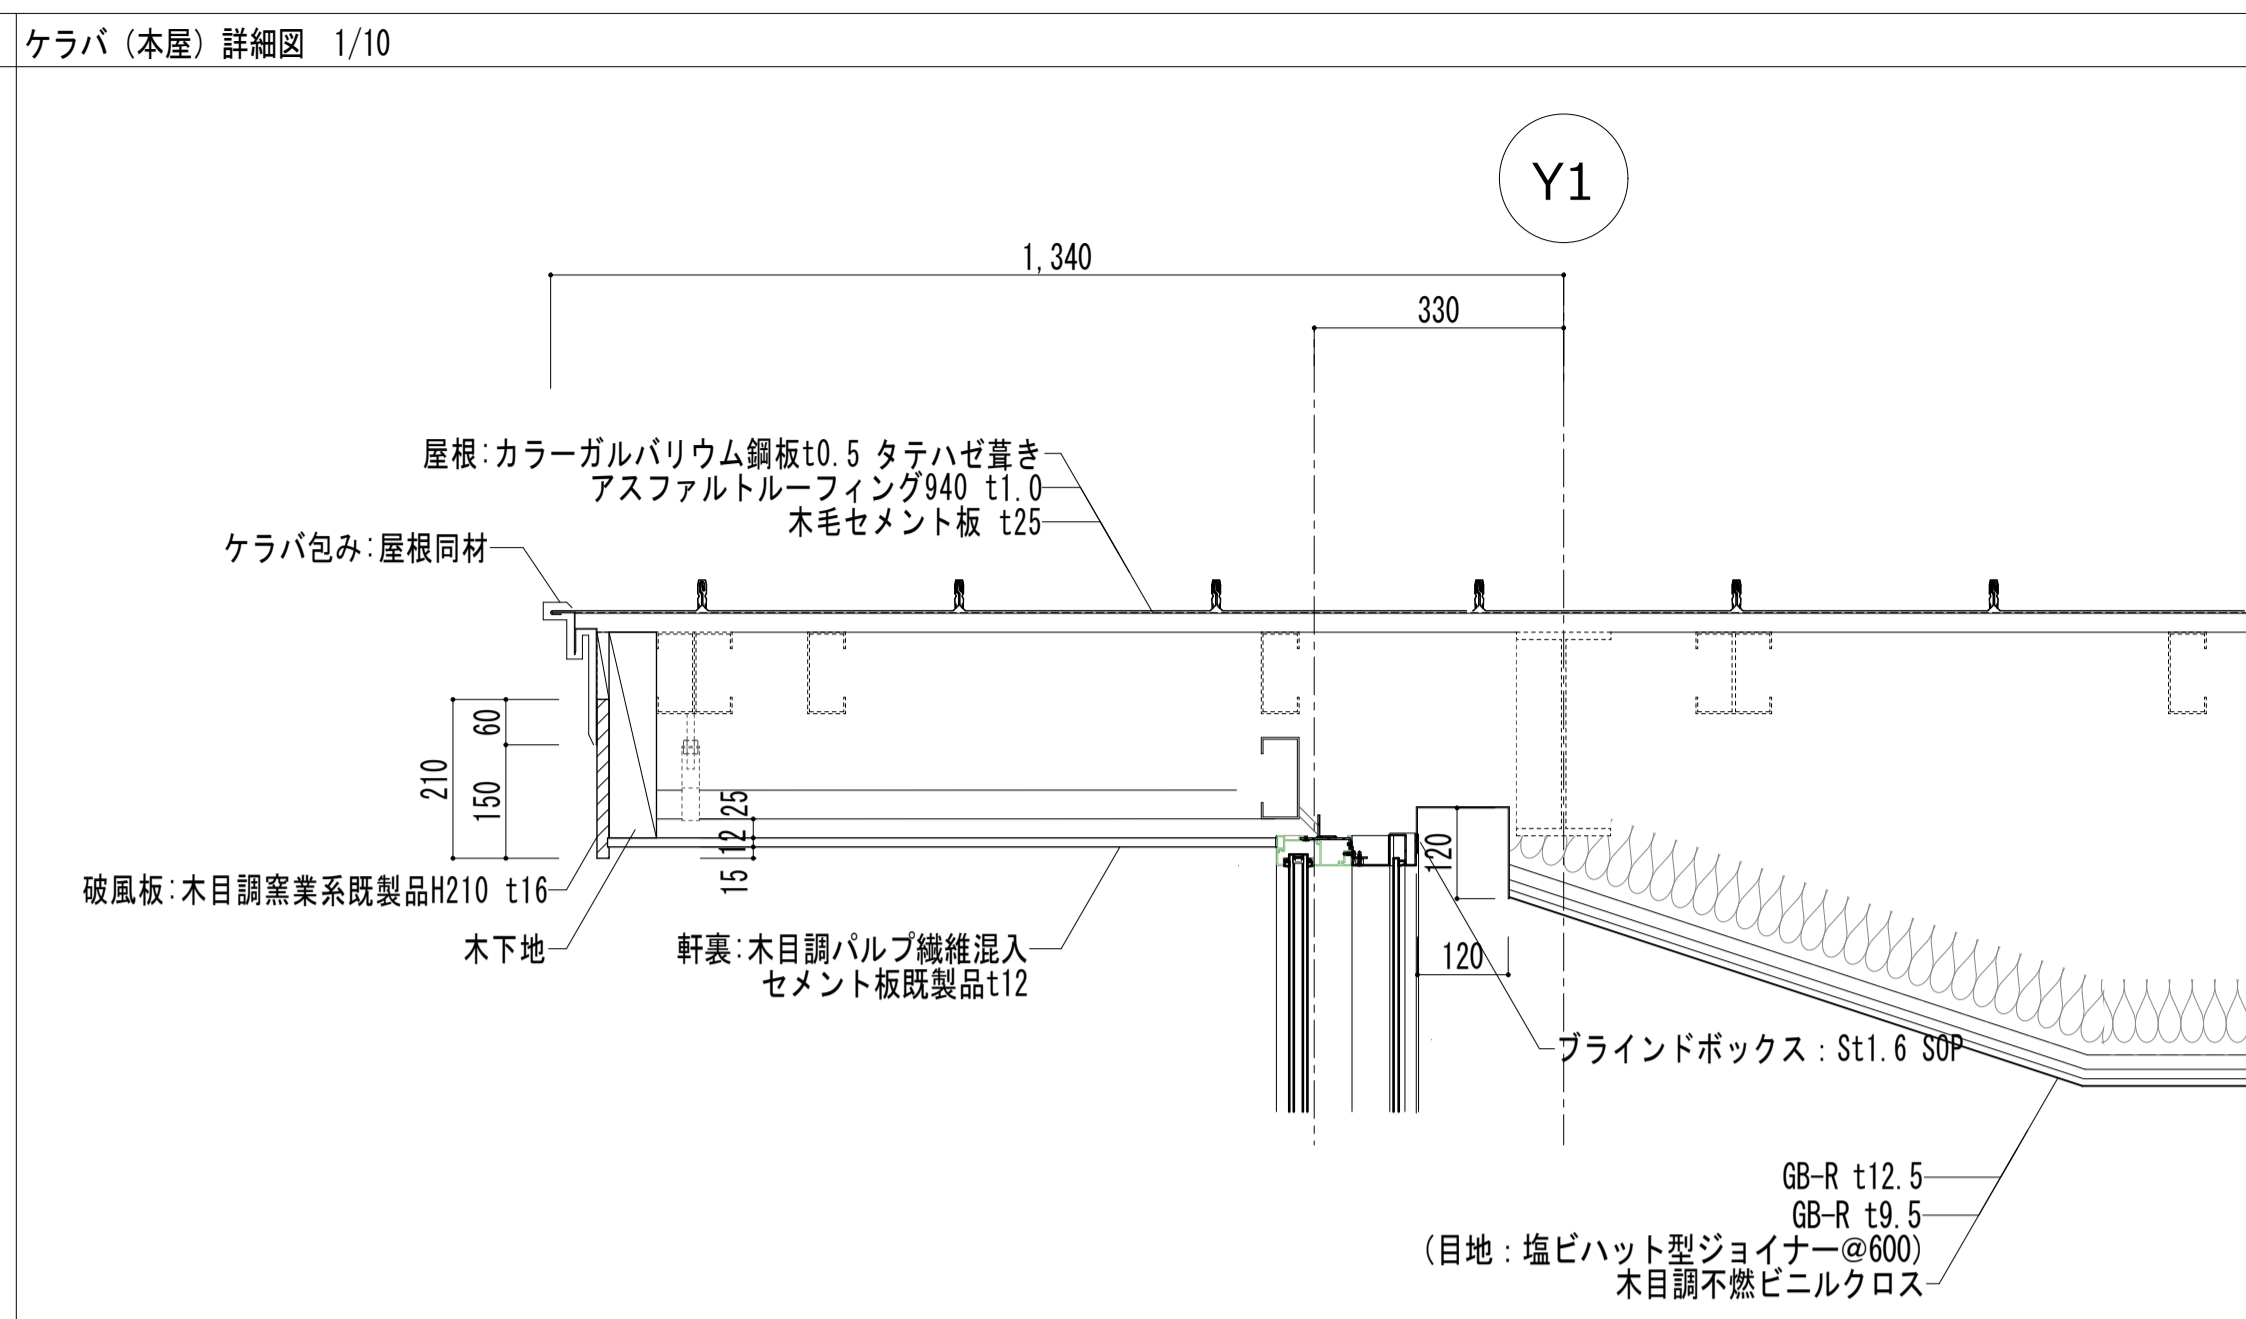 ケラバ（本屋）詳細図　1/10
Y1
1,340
330
屋根:カラーガルバリウム鋼板t0.5 タテハゼ葺き
アスファルトルーフィング940 t1.0
木毛セメント板 t25
ケラバ包み:屋根同材
60
210
150
25
12
15
120
120
破風板:木目調窯業系既製品H210 t16
木下地
軒裏:木目調パルプ繊維混入
セメント板既製品t12
ブラインドボックス：St1.6 SOP
GB-R t12.5
GB-R t9.5
（目地：塩ビハット型ジョイナー@600）
木目調不燃ビニルクロス